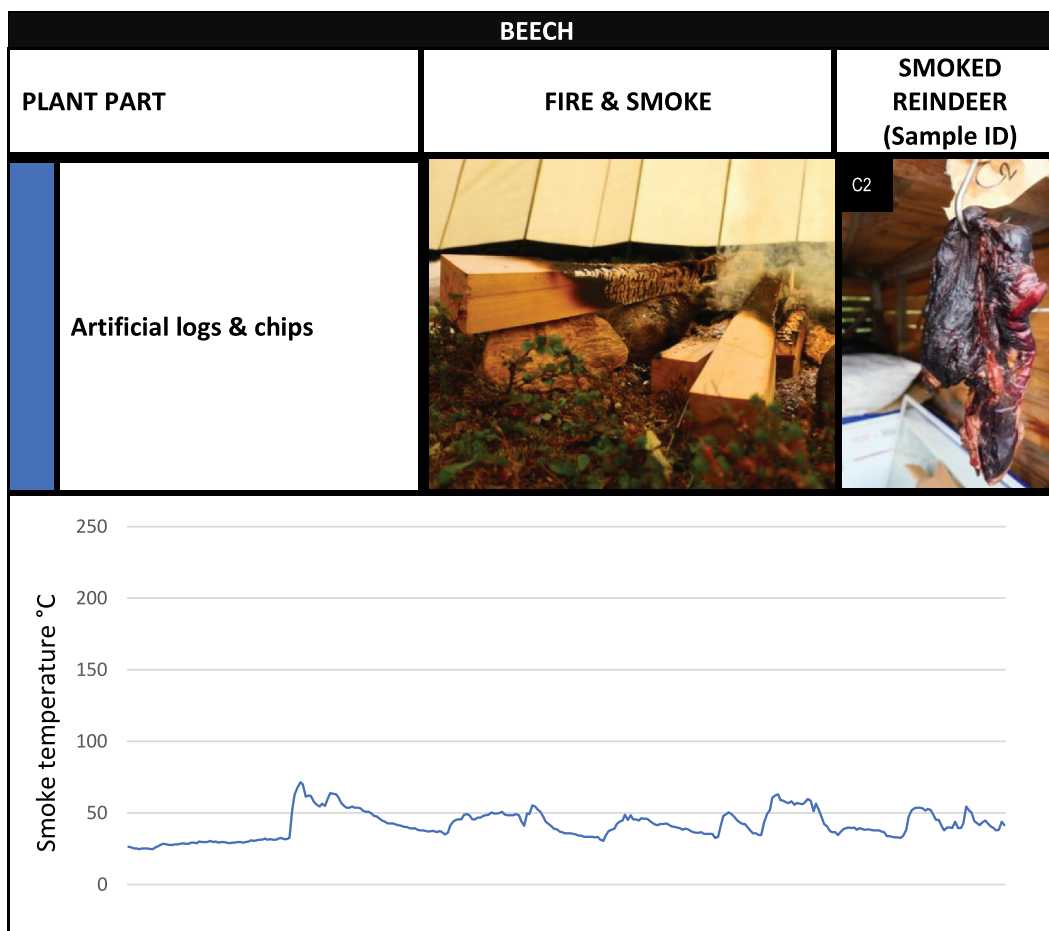 BEECH
PLANT PART
FIRE & SMOKE
SMOKED
REINDEER
(Sample ID)
Artificial logs & chips
C2
C2
250
200
150
100
50
0
Smoke temperature °C